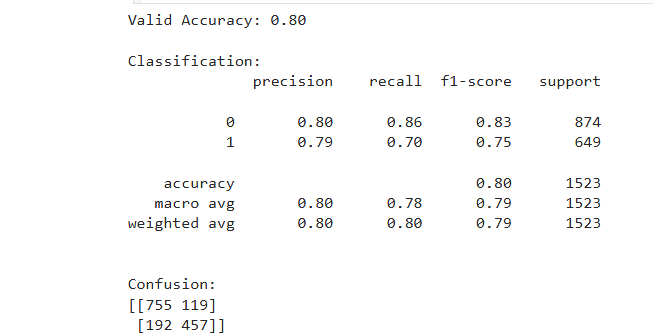 Valid Accuracy: 0.80
Classification:
precision recall f1-score support
0 0.80 0.86 0.83 874
1 0.79 0.70 0.75 649
accuracy 0.80 1523
macro avg 0.80 0.78 0.79 1523
weighted avg 0.80 0.80 0.79 1523
Confusion:
[[755 119]
[192 457]]